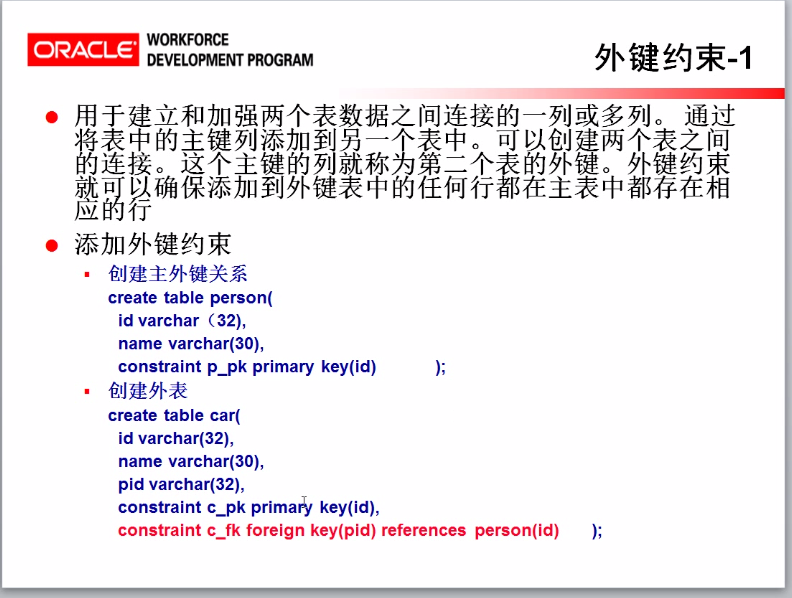 ORACLE WORKFORCE
DEVELOPMENT PROGRAM
外键约束-1
用于建立和加强两个表数据之间连接的一列或多列。 通过
将表中的主键列添加到另一个表中。可以创建两个表之间
的连接。这个主键的列就称为第二个表的外键。外键约束
就可以确保添加到外键表中的任何行都在主表中都存在相
应的行
添加外键约束
创建主外键关系
create table person(
id varchar（32),
name varchar(30),
constraint p_pk primary key(id) );
创建外表
create table car(
id varchar(32),
name varchar(30),
pid varchar(32),
constraint c_pk primary key(id),
constraint c_fk foreign key(pid) references person(id) );